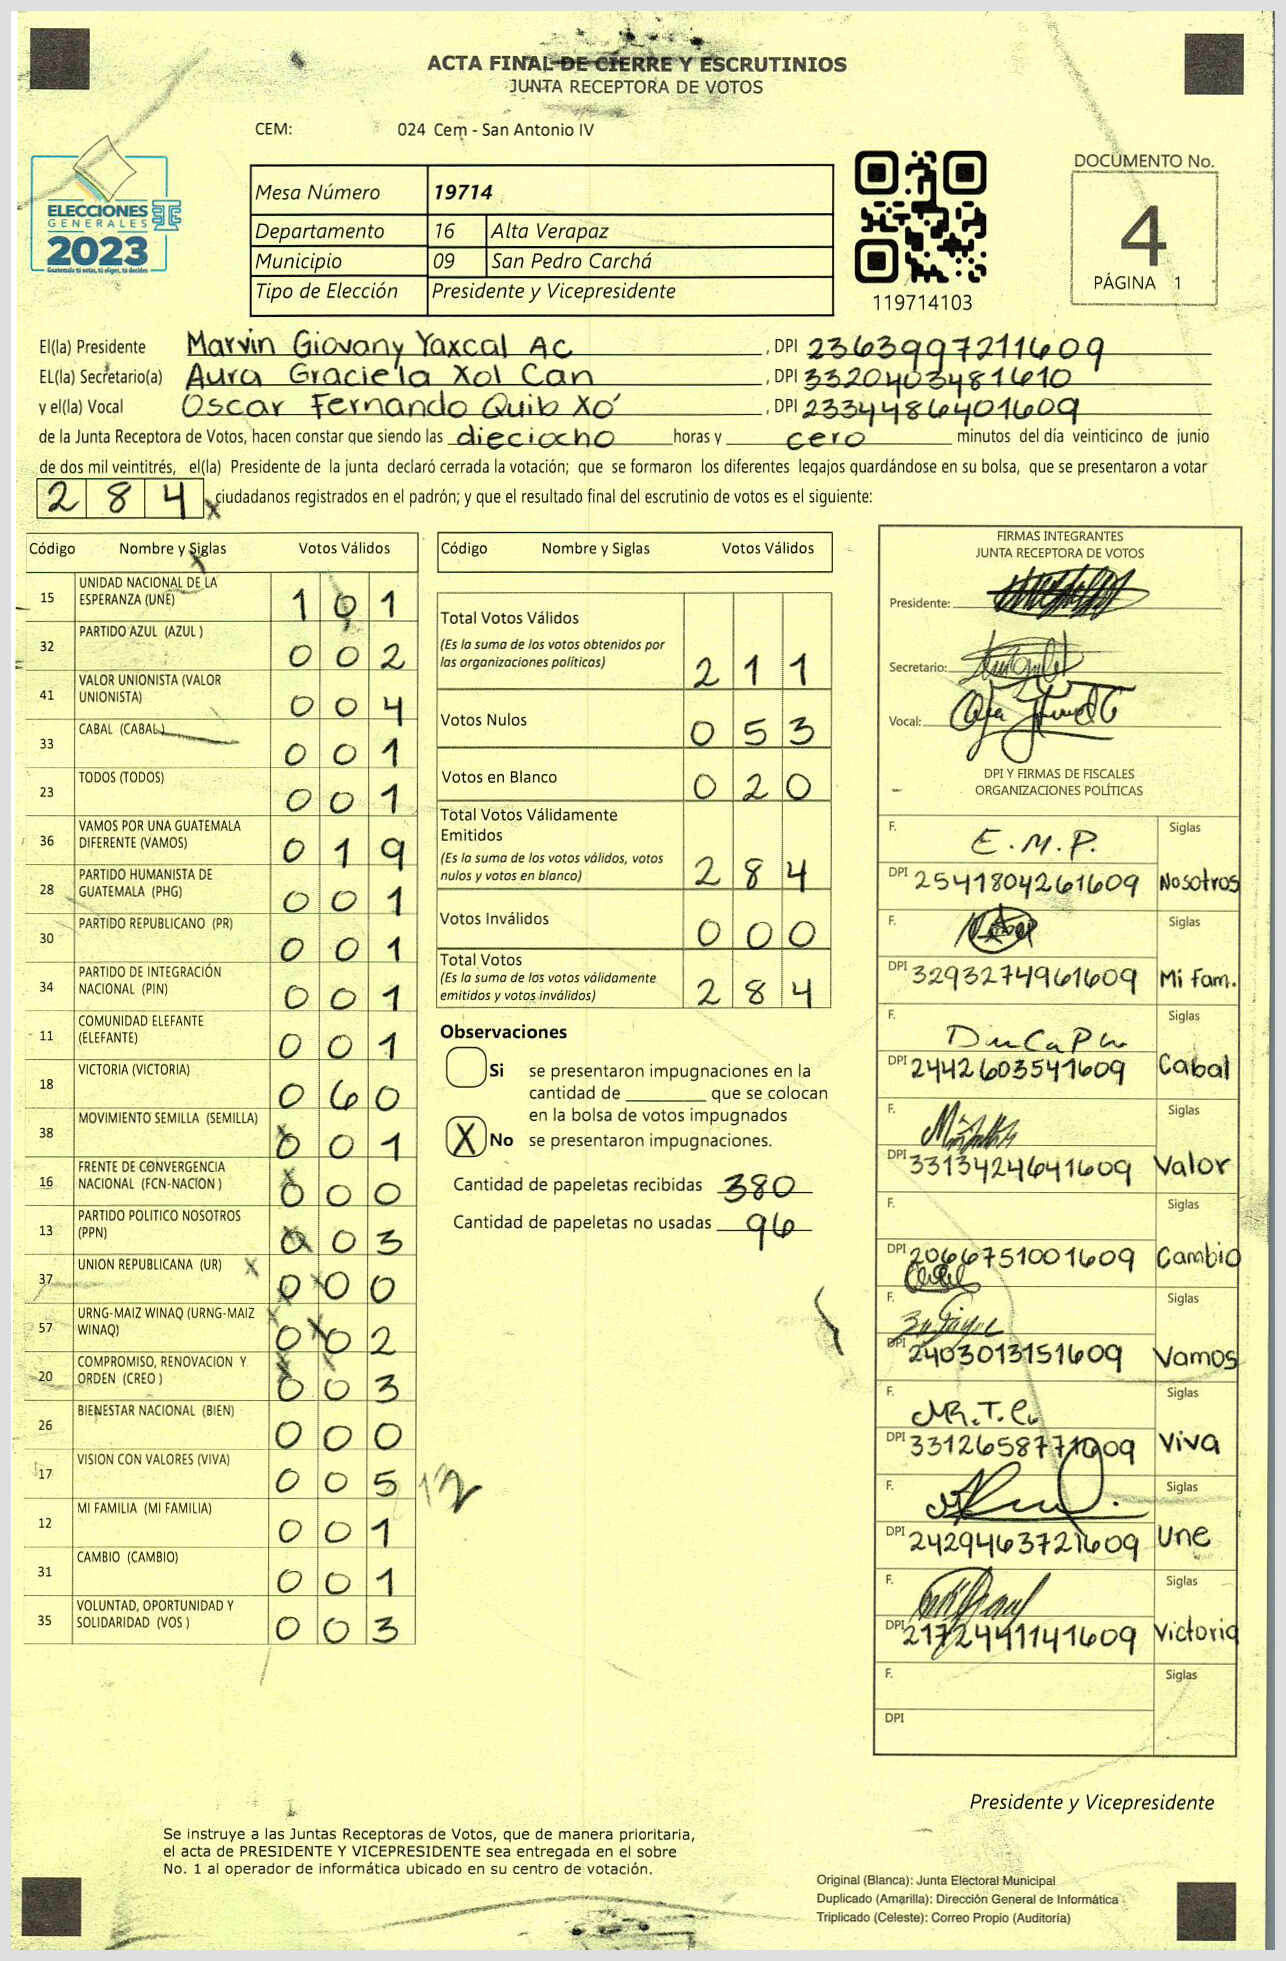 ACTA FINAL DE CIERRE Y ESCRUTINIOS
JUNTA RECEPTORA DE VOTOS
CEM: 024 Cem - San Antonio IV
ELECCIONES
GENERALES
2023
Guatemala tú votas, tú eliges, tú decides
Mesa Número 19714
Departamento 16 Alta Verapaz
Municipio 09 San Pedro Carchá
Tipo de Elección Presidente y Vicepresidente
119714103
DOCUMENTO No.
4
PÁGINA 1
El(la) Presidente Marvin Giovany Yaxcal Ac , DPI 2363997211609
EL(la) Secretario(a) Aura Graciela Xol Can , DPI 3320403481610
y el(la) Vocal Oscar Fernando Quib Xo' , DPI 2334486401609
de la Junta Receptora de Votos, hacen constar que siendo las dieciocho horas y cero minutos del día veinticinco de junio
de dos mil veintitrés, el(la) Presidente de la junta declaró cerrada la votación; que se formaron los diferentes legajos quardándose en su bolsa, que se presentaron a votar
284 ciudadanos registrados en el padrón; y que el resultado final del escrutinio de votos es el siguiente:
Código Nombre y Siglas Votos Válidos
15 UNIDAD NACIONAL DE LA ESPERANZA (UNE) 1 0 1
32 PARTIDO AZUL (AZUL ) 0 0 2
41 VALOR UNIONISTA (VALOR UNIONISTA) 0 0 4
33 CABAL (CABAL) 0 0 1
23 TODOS (TODOS) 0 0 1
36 VAMOS POR UNA GUATEMALA DIFERENTE (VAMOS) 0 1 9
28 PARTIDO HUMANISTA DE GUATEMALA (PHG) 0 0 1
30 PARTIDO REPUBLICANO (PR) 0 0 1
34 PARTIDO DE INTEGRACIÓN NACIONAL (PIN) 0 0 1
11 COMUNIDAD ELEFANTE (ELEFANTE) 0 0 1
18 VICTORIA (VICTORIA) 0 6 0
38 MOVIMIENTO SEMILLA (SEMILLA) 0 0 1
16 FRENTE DE CONVERGENCIA NACIONAL (FCN-NACION ) 0 0 0
13 PARTIDO POLITICO NOSOTROS (PPN) 0 0 3
37 UNION REPUBLICANA (UR) 0 0 0
57 URNG-MAIZ WINAQ (URNG-MAIZ WINAQ) 0 0 2
20 COMPROMISO, RENOVACION Y ORDEN (CREO ) 0 0 3
26 BIENESTAR NACIONAL (BIEN) 0 0 0
17 VISION CON VALORES (VIVA) 0 0 5 12
12 MI FAMILIA (MI FAMILIA) 0 0 1
31 CAMBIO (CAMBIO) 0 0 1
35 VOLUNTAD, OPORTUNIDAD Y SOLIDARIDAD (VOS ) 0 0 3
Código Nombre y Siglas Votos Válidos
Total Votos Válidos
(Es la suma de los votos obtenidos por
las organizaciones políticas) 2 1 1
Votos Nulos 0 5 3
Votos en Blanco 0 2 0
Total Votos Válidamente
Emitidos
(Es la suma de los votos válidos, votos
nulos y votos en blanco) 2 8 4
Votos Inválidos 0 0 0
Total Votos
(Es la suma de los votos válidamente
emitidos y votos inválidos) 2 8 4
Observaciones
Si se presentaron impugnaciones en la
cantidad de ________ que se colocan
en la bolsa de votos impugnados
X No se presentaron impugnaciones.
Cantidad de papeletas recibidas 380
Cantidad de papeletas no usadas 96
FIRMAS INTEGRANTES
JUNTA RECEPTORA DE VOTOS
Presidente:
Secretario:
Vocal:
DPI Y FIRMAS DE FISCALES
ORGANIZACIONES POLÍTICAS
F. E.M.P. Siglas
DPI 2541804261609 Nosotros
F. Siglas
DPI 3293274961609 Mi fam.
F. Siglas
DPI 2442603541609 Cabal
F. Siglas
DPI 3313424641609 Valor
F. Siglas
DPI 2066751001609 Cambio
F. Siglas
DPI 2403013151609 Vamos
F. Siglas
DPI 3312658771609 Viva
F. Siglas
DPI 2429463721609 Une
F. Siglas
DPI 2172441141609 Victoria
F. Siglas
DPI
Presidente y Vicepresidente
Se instruye a las Juntas Receptoras de Votos, que de manera prioritaria,
el acta de PRESIDENTE Y VICEPRESIDENTE sea entregada en el sobre
No. 1 al operador de informática ubicado en su centro de votación.
Original (Blanca): Junta Electoral Municipal
Duplicado (Amarilla): Dirección General de Informática
Triplicado (Celeste): Correo Propio (Auditoría)